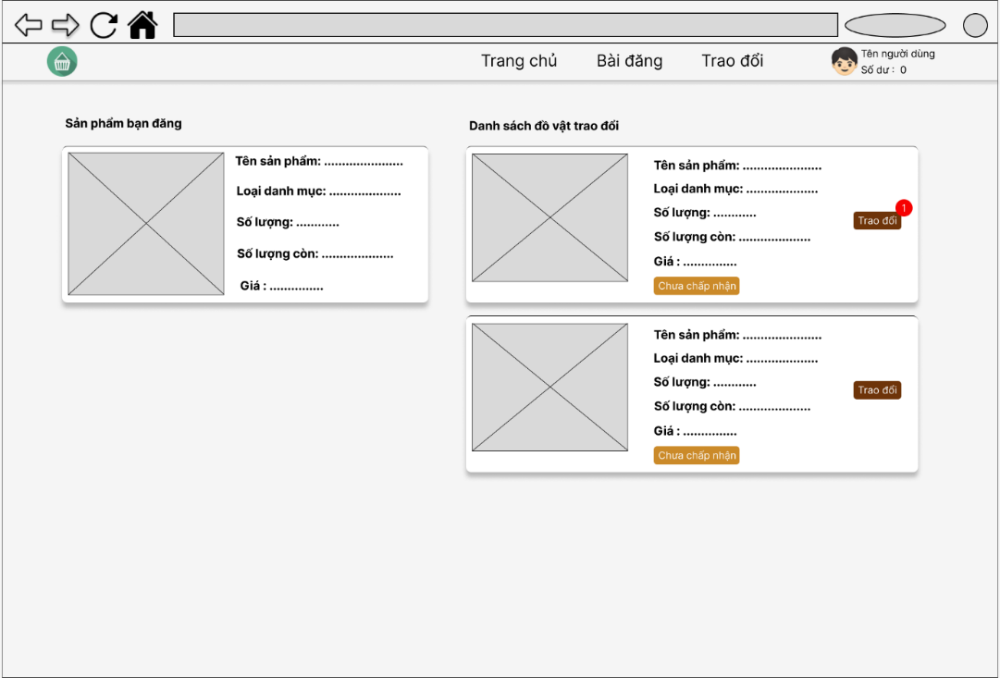 Trang chủ
Bài đăng
Trao đổi
Tên người dùng
Số dư : 0
Sản phẩm bạn đăng
Tên sản phẩm: ......................
Loại danh mục: ....................
Số lượng: ............
Số lượng còn: ....................
Giá : ...............
Danh sách đồ vật trao đổi
Tên sản phẩm: ......................
Loại danh mục: ....................
Số lượng: ............
Số lượng còn: ....................
Giá : ...............
Chưa chấp nhận
1
Trao đổi
Tên sản phẩm: ......................
Loại danh mục: ....................
Số lượng: ............
Số lượng còn: ....................
Giá : ...............
Chưa chấp nhận
Trao đổi